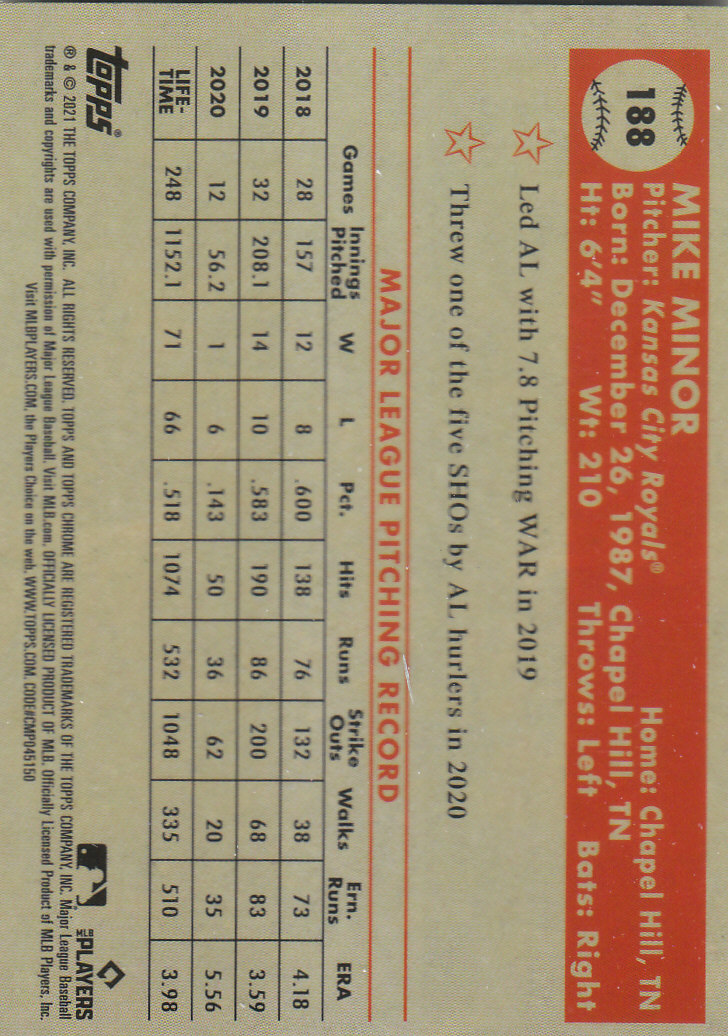 188
MIKE MINOR
Pitcher: Kansas City Royals® Home: Chapel Hill, TN
Born: December 26, 1987, Chapel Hill, TN
Ht: 6'4" Wt: 210 Throws: Left Bats: Right
Led AL with 7.8 Pitching WAR in 2019
Threw one of the five SHOs by AL hurlers in 2020
MAJOR LEAGUE PITCHING RECORD
Games Innings Pitched W L Pct. Hits Runs Strike Outs Walks Ern. Runs ERA
2018 28 157 12 8 .600 138 76 132 38 73 4.18
2019 32 208.1 14 10 .583 190 86 200 68 83 3.59
2020 12 56.2 1 6 .143 50 36 62 20 35 5.56
LIFE-TIME 248 1152.1 71 66 .518 1074 532 1048 335 510 3.98
topps®
MLB PLAYERS
® & © 2021 THE TOPPS COMPANY, INC. ALL RIGHTS RESERVED. TOPPS AND TOPPS CHROME ARE REGISTERED TRADEMARKS OF THE TOPPS COMPANY, INC. Major League Baseball
trademarks and copyrights are used with permission of Major League Baseball. Visit MLB.com. OFFICIALLY LICENSED PRODUCT OF MLB. Officially Licensed Product of MLB Players, Inc.
Visit MLBPLAYERS.COM, the Players Choice on the web. WWW.TOPPS.COM. CODE#CMP045150